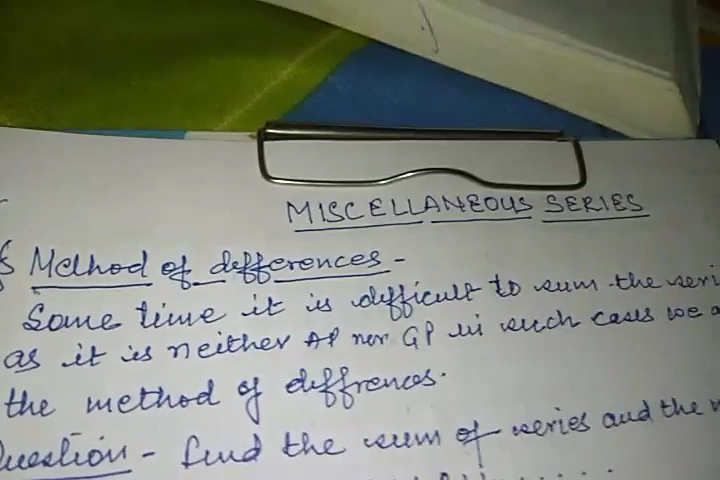 MISCELLANEOUS SERIES
Method of differences -
Some time it is difficult to sum the seri
as it is neither AP nor GP in such cases we a
the method of diffrences.
Question - find the sum of series and the